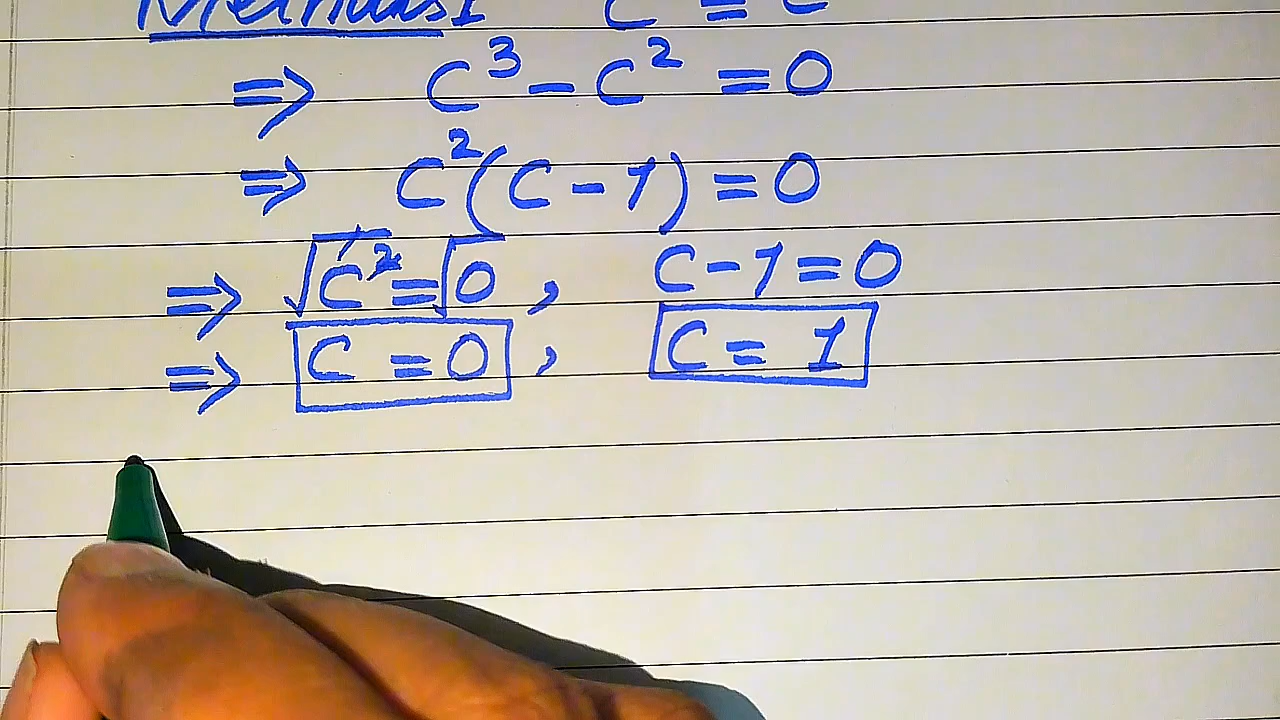 C = C
⇒ C³ - C² = 0
⇒ C²(C - 1) = 0
⇒ √C² = √0 , C - 1 = 0
⇒ C = 0 , C = 1